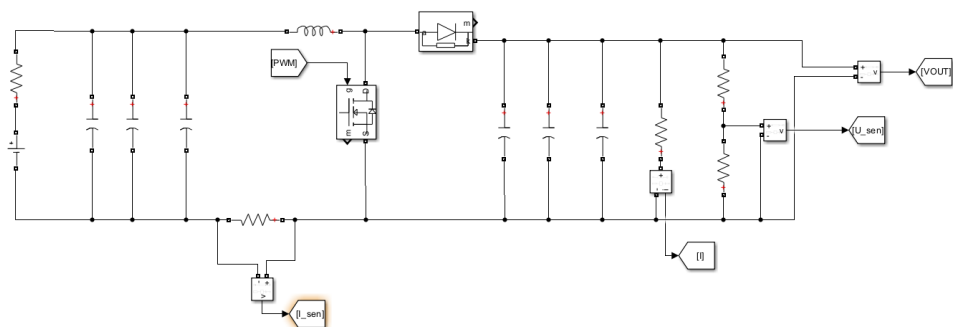 m
a
k
[PWM]
g
D
m
S
+
-
v
[VOUT]
+
-
v
[U_sen]
+
-
i
[I]
-
+
v
[I_sen]